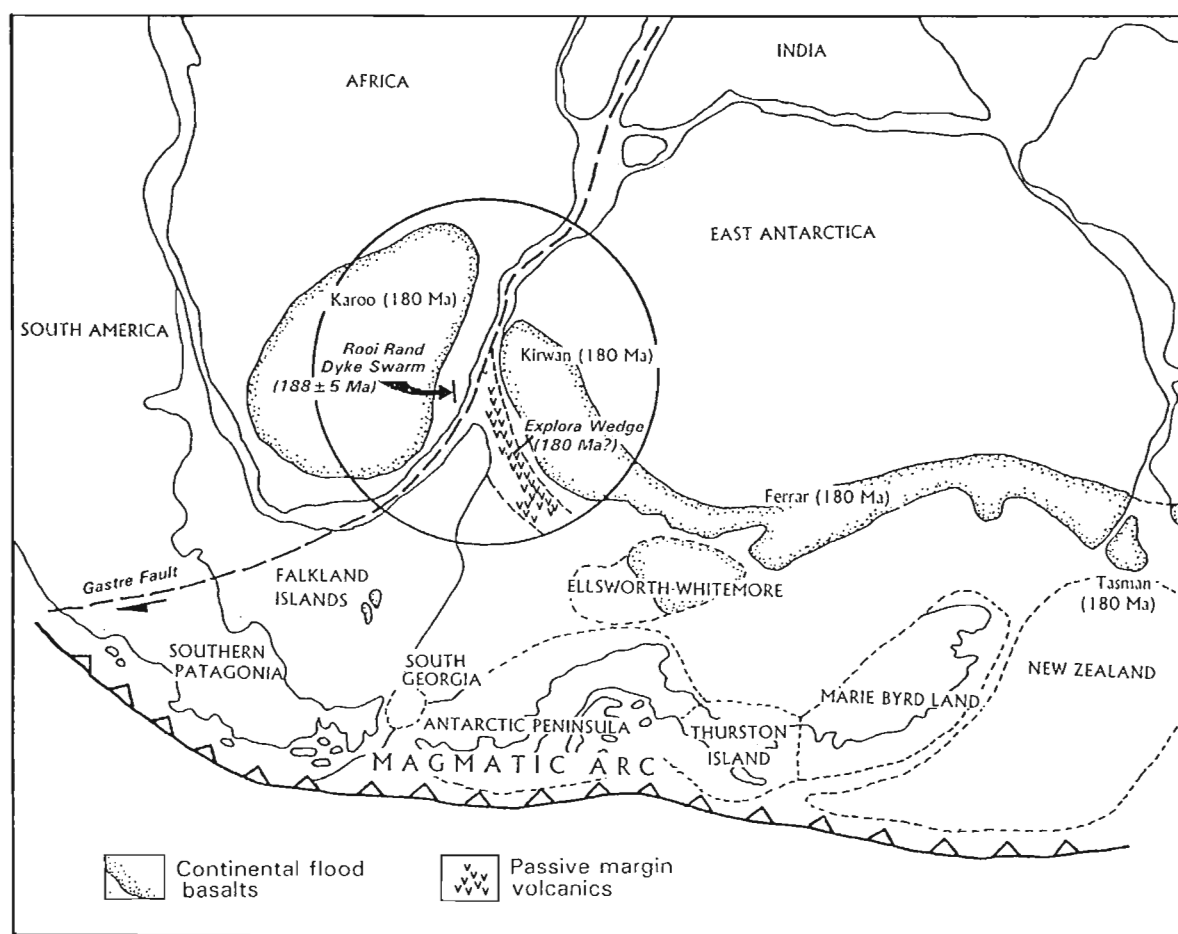 AFRICA
INDIA
EAST ANTARCTICA
SOUTH AMERICA
Karoo (180 Ma)
Rooi Rand
Dyke Swarm
(188 ± 5 Ma)
Kirwan (180 Ma)
Explora Wedge
(180 Ma?)
Ferrar (180 Ma)
Gastre Fault
FALKLAND
ISLANDS
ELLSWORTH-WHITEMORE
Tasman
(180 Ma)
SOUTHERN
PATAGONIA
SOUTH
GEORGIA
NEW ZEALAND
MARIE BYRD LAND
ANTARCTIC PENINSULA
THURSTON
ISLAND
MAGMATIC ARC
Continental flood
basalts
Passive margin
volcanics